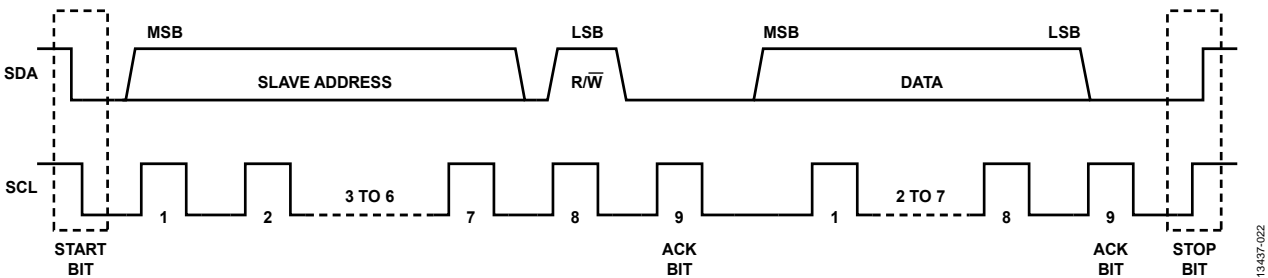 MSB LSB MSB LSB
SDA SLAVE ADDRESS R/W̅ DATA
SCL 3 TO 6 2 TO 7
1 2 7 8 9 1 8 9
START BIT
ACK BIT
ACK BIT
STOP BIT
13437-022